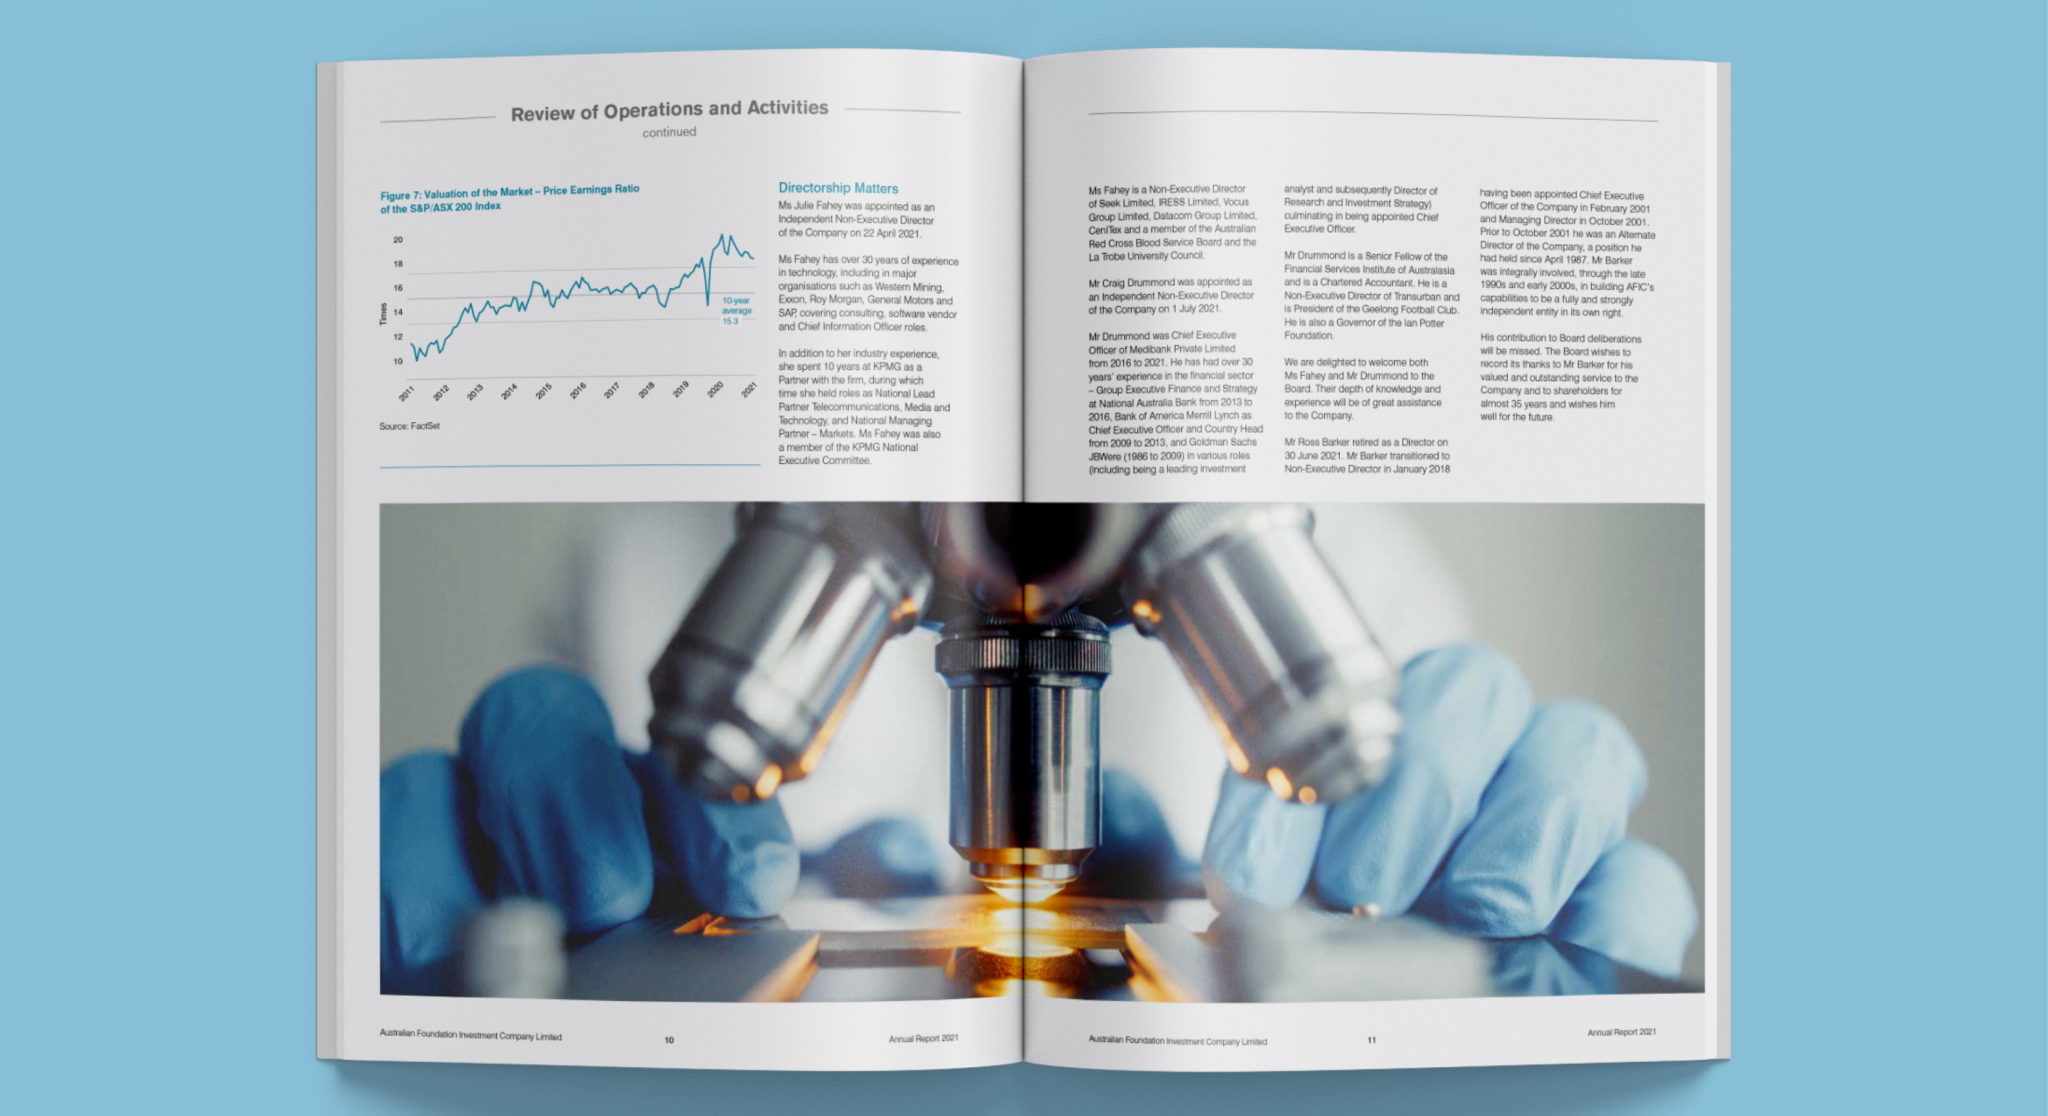 Review of Operations and Activities
continued
Figure 7: Valuation of the Market – Price Earnings Ratio
of the S&P/ASX 200 Index
Times
20
18
16
14
12
10
10-year
average
15.3
2011
2012
2013
2014
2015
2016
2017
2018
2019
2020
2021
Source: FactSet
Directorship Matters
Ms Julie Fahey was appointed as an
Independent Non-Executive Director
of the Company on 22 April 2021.
Ms Fahey has over 30 years of experience
in technology, including in major
organisations such as Western Mining,
Exxon, Roy Morgan, General Motors and
SAP, covering consulting, software vendor
and Chief Information Officer roles.
In addition to her industry experience,
she spent 10 years at KPMG as a
Partner with the firm, during which
time she held roles as National Lead
Partner Telecommunications, Media and
Technology, and National Managing
Partner – Markets. Ms Fahey was also
a member of the KPMG National
Executive Committee.
Australian Foundation Investment Company Limited
10
Annual Report 2021
Ms Fahey is a Non-Executive Director
of Seek Limited, IRESS Limited, Vocus
Group Limited, Datacom Group Limited,
CenITex and a member of the Australian
Red Cross Blood Service Board and the
La Trobe University Council.
Mr Craig Drummond was appointed as
an Independent Non-Executive Director
of the Company on 1 July 2021.
Mr Drummond was Chief Executive
Officer of Medibank Private Limited
from 2016 to 2021. He has had over 30
years' experience in the financial sector
– Group Executive Finance and Strategy
at National Australia Bank from 2013 to
2016, Bank of America Merrill Lynch as
Chief Executive Officer and Country Head
from 2009 to 2013, and Goldman Sachs
JBWere (1986 to 2009) in various roles
(including being a leading investment
analyst and subsequently Director of
Research and Investment Strategy)
culminating in being appointed Chief
Executive Officer.
Mr Drummond is a Senior Fellow of the
Financial Services Institute of Australasia
and is a Chartered Accountant. He is a
Non-Executive Director of Transurban and
is President of the Geelong Football Club.
He is also a Governor of the Ian Potter
Foundation.
We are delighted to welcome both
Ms Fahey and Mr Drummond to the
Board. Their depth of knowledge and
experience will be of great assistance
to the Company.
Mr Ross Barker retired as a Director on
30 June 2021. Mr Barker transitioned to
Non-Executive Director in January 2018
having been appointed Chief Executive
Officer of the Company in February 2001
and Managing Director in October 2001.
Prior to October 2001 he was an Alternate
Director of the Company, a position he
had held since April 1987. Mr Barker
was integrally involved, through the late
1990s and early 2000s, in building AFIC's
capabilities to be a fully and strongly
independent entity in its own right.
His contribution to Board deliberations
will be missed. The Board wishes to
record its thanks to Mr Barker for his
valued and outstanding service to the
Company and to shareholders for
almost 35 years and wishes him
well for the future.
Australian Foundation Investment Company Limited
11
Annual Report 2021